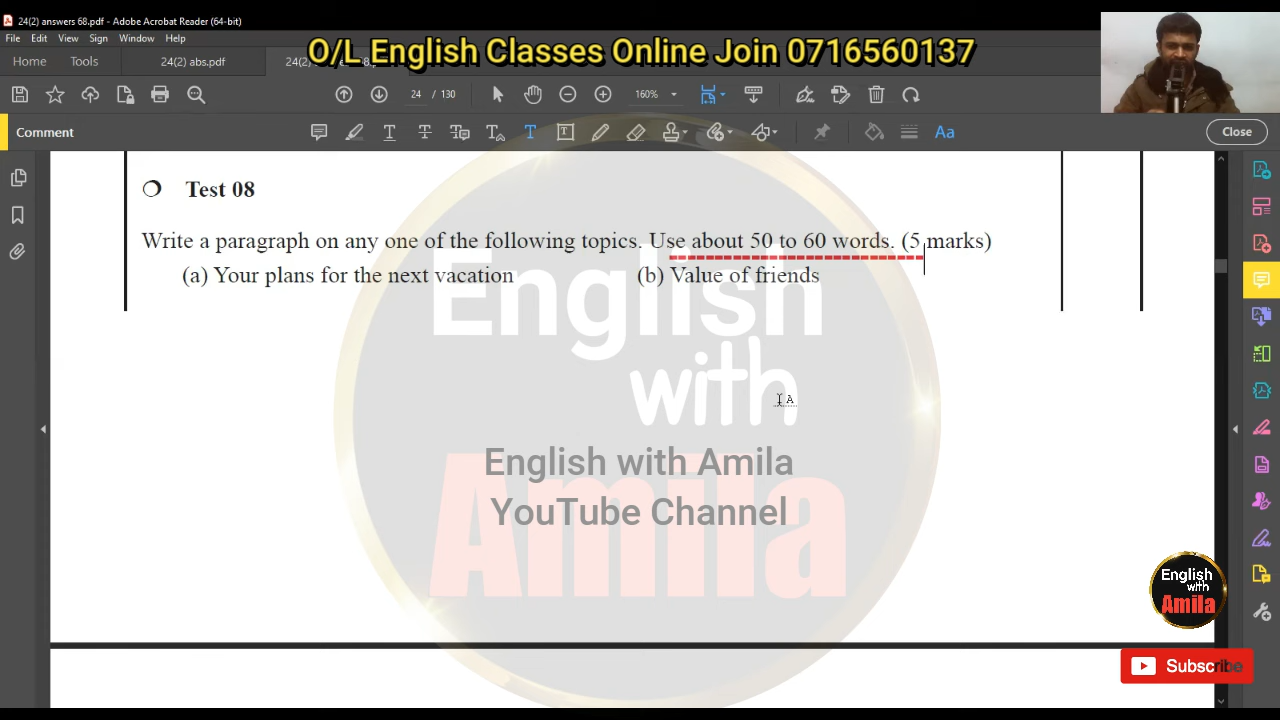 24(2) answers 68.pdf - Adobe Acrobat Reader (64-bit)
File Edit View Sign Window Help
O/L English Classes Online Join 0716560137
Home Tools 24(2) abs.pdf 24(2)
24 / 130 160%
Comment
Close
Test 08
Write a paragraph on any one of the following topics. Use about 50 to 60 words. (5 marks)
(a) Your plans for the next vacation (b) Value of friends
English
with
Amila
English with Amila
YouTube Channel
English
with
Amila
Subscribe